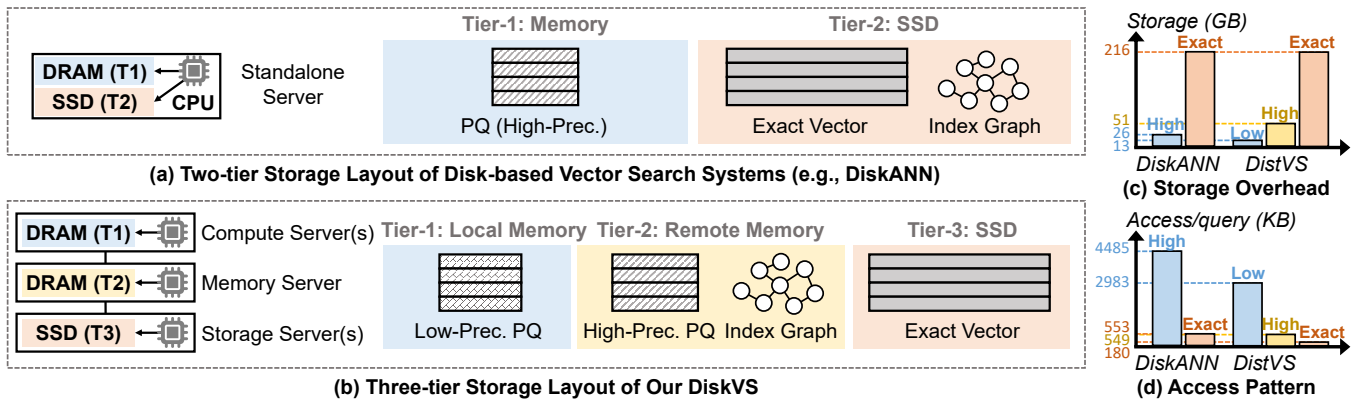 Tier-1: Memory
Tier-2: SSD
DRAM (T1)
SSD (T2)
CPU
Standalone
Server
PQ (High-Prec.)
Exact Vector
Index Graph
(a) Two-tier Storage Layout of Disk-based Vector Search Systems (e.g., DiskANN)
DRAM (T1)
Compute Server(s)
DRAM (T2)
Memory Server
SSD (T3)
Storage Server(s)
Tier-1: Local Memory
Tier-2: Remote Memory
Tier-3: SSD
Low-Prec. PQ
High-Prec. PQ
Index Graph
Exact Vector
(b) Three-tier Storage Layout of Our DiskVS
Storage (GB)
216
51
26
13
High
Exact
Low
High
Exact
DiskANN
DistVS
(c) Storage Overhead
Access/query (KB)
4485
2983
553
549
180
High
Exact
Low
High
Exact
DiskANN
DistVS
(d) Access Pattern